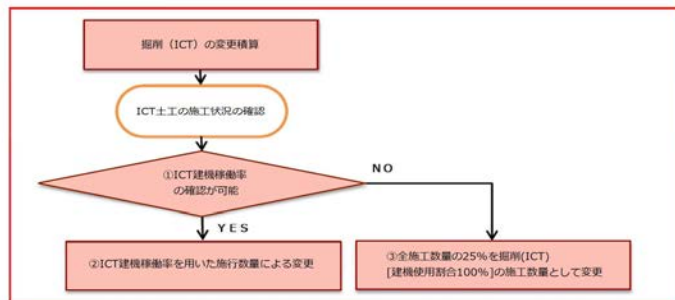 掘削（ICT）の変更積算
ICT土工の施工状況の確認
①ICT建機稼働率
の確認が可能
NO
YES
②ICT建機稼働率を用いた施行数量による変更
③全施工数量の25%を掘削(ICT)
[建機使用割合100%]の施工数量として変更